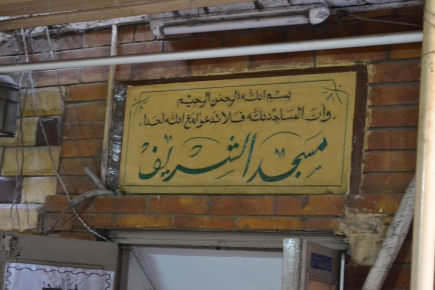 بسم الله الرحمن الرحيم
وأن المساجد لله فلا تدعوا مع الله أحدا
مسجد الشريف